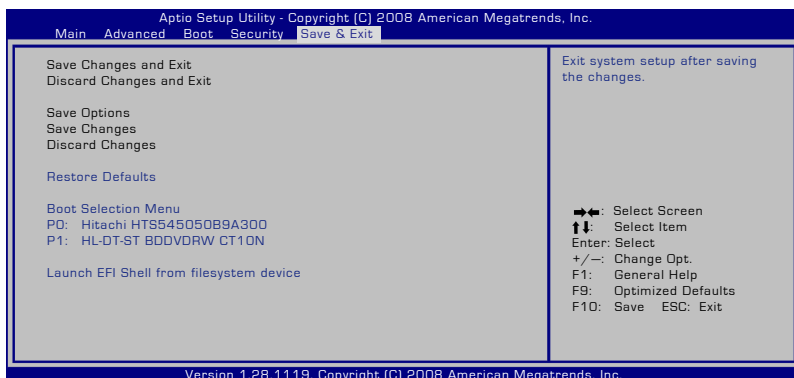 Aptio Setup Utility - Copyright (C) 2008 American Megatrends, Inc.
Main Advanced Boot Security Save & Exit
Save Changes and Exit
Discard Changes and Exit
Save Options
Save Changes
Discard Changes
Restore Defaults
Boot Selection Menu
P0: Hitachi HTS545050B9A300
P1: HL-DT-ST BDDVDRW CT10N
Launch EFI Shell from filesystem device
Exit system setup after saving
the changes.
→←: Select Screen
↑↓: Select Item
Enter: Select
+/—: Change Opt.
F1: General Help
F9: Optimized Defaults
F10: Save ESC: Exit
Version 1.28.1119. Copyright (C) 2008 American Megatrends, Inc.